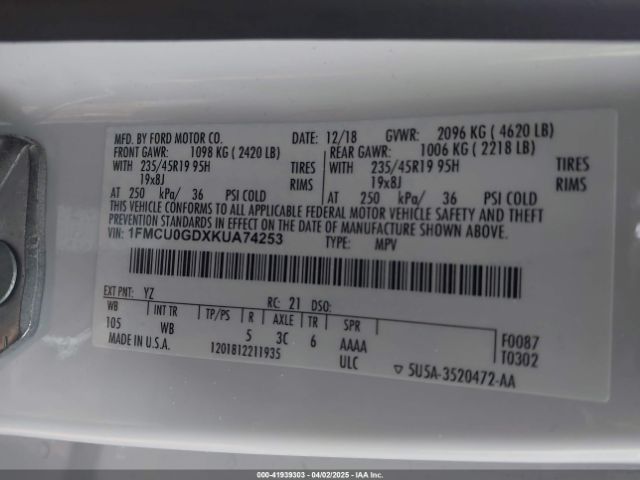 MFD. BY FORD MOTOR CO. DATE: 12/18 GVWR: 2096 KG ( 4620 LB)
FRONT GAWR: 1098 KG ( 2420 LB) REAR GAWR: 1006 KG ( 2218 LB)
WITH 235/45R19 95H TIRES WITH 235/45R19 95H TIRES
19x8J RIMS 19x8J RIMS
AT 250 kPa/ 36 PSI COLD AT 250 kPa/ 36 PSI COLD
THIS VEHICLE CONFORMS TO ALL APPLICABLE FEDERAL MOTOR VEHICLE SAFETY AND THEFT
PREVENTION STANDARDS IN EFFECT ON THE DATE OF MANUFACTURE SHOWN ABOVE.
VIN: 1FMCU0GDXKUA74253 TYPE: MPV
EXT PNT: YZ RC: 21 DSO:
WB INT TR TP/PS R AXLE TR SPR
105 WB 5 3C 6 AAAA F0087
MADE IN U.S.A. 1201812211935 ULC T0302
▽ 5U5A-3520472-AA
000-41939303 - 04/02/2025 - IAAI.COM